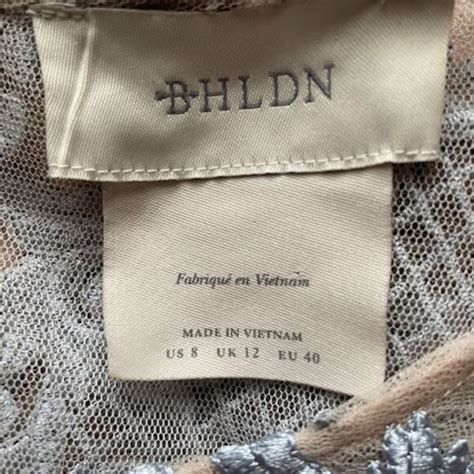 BHLDN
Fabriqué en Vietnam
MADE IN VIETNAM
US 8 UK 12 EU 40